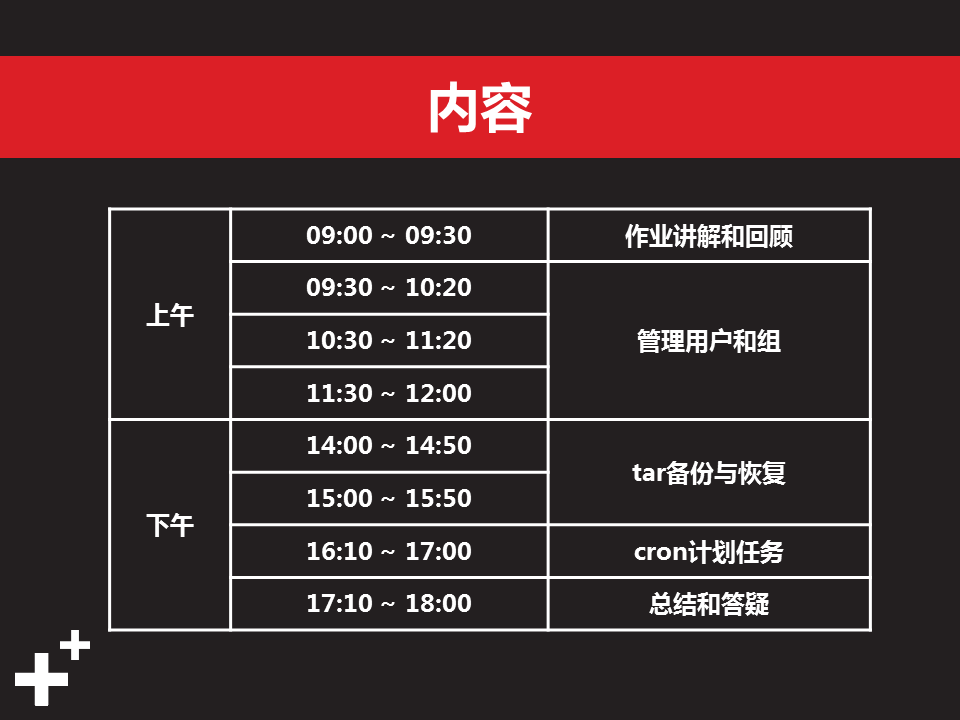 内容
上午
09:00 ~ 09:30
作业讲解和回顾
09:30 ~ 10:20
管理用户和组
10:30 ~ 11:20
11:30 ~ 12:00
下午
14:00 ~ 14:50
tar备份与恢复
15:00 ~ 15:50
16:10 ~ 17:00
cron计划任务
17:10 ~ 18:00
总结和答疑